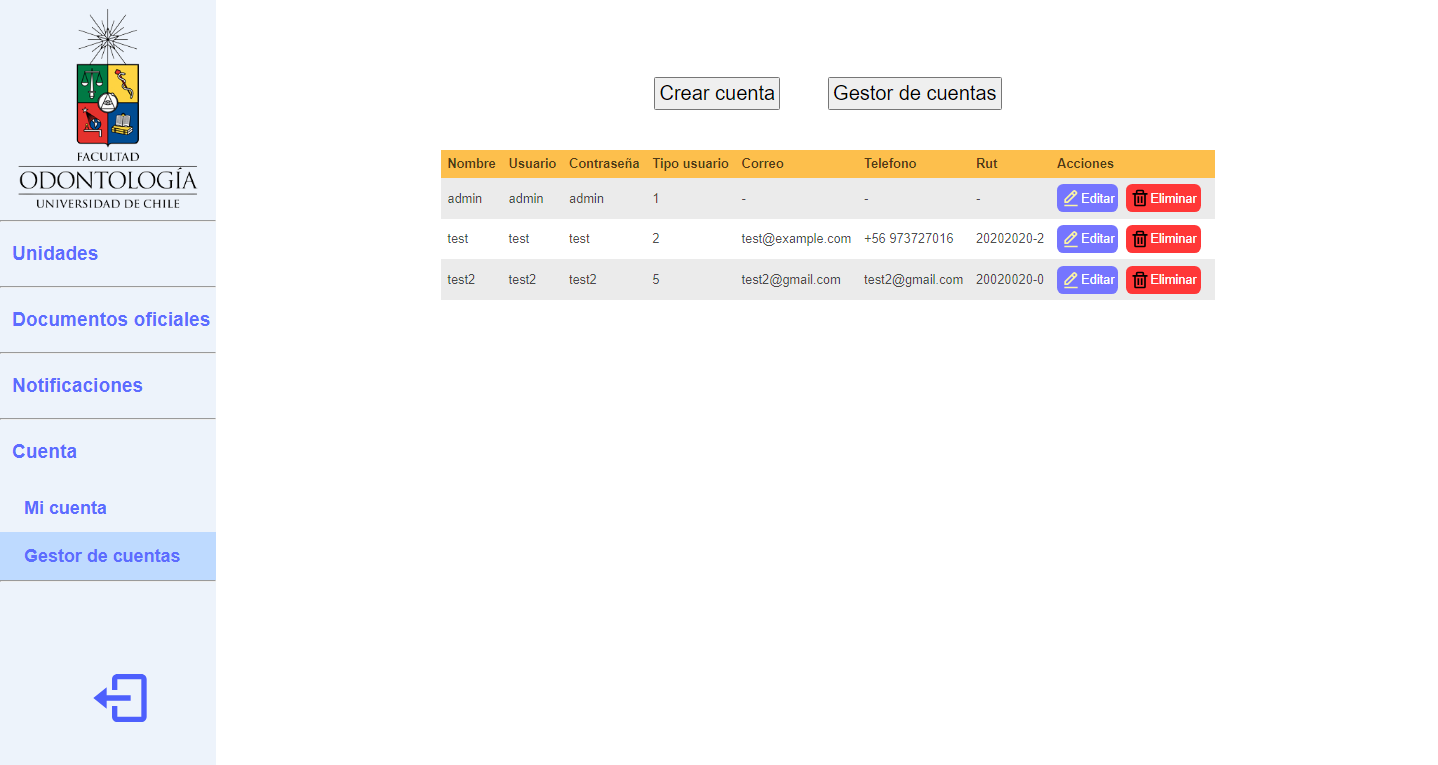 FACULTAD
ODONTOLOGÍA
UNIVERSIDAD DE CHILE
Unidades
Documentos oficiales
Notificaciones
Cuenta
Mi cuenta
Gestor de cuentas
Crear cuenta Gestor de cuentas
Nombre Usuario Contraseña Tipo usuario Correo Telefono Rut Acciones
admin admin admin 1 - - - Editar Eliminar
test test test 2 test@example.com +56 973727016 20202020-2 Editar Eliminar
test2 test2 test2 5 test2@gmail.com test2@gmail.com 20020020-0 Editar Eliminar